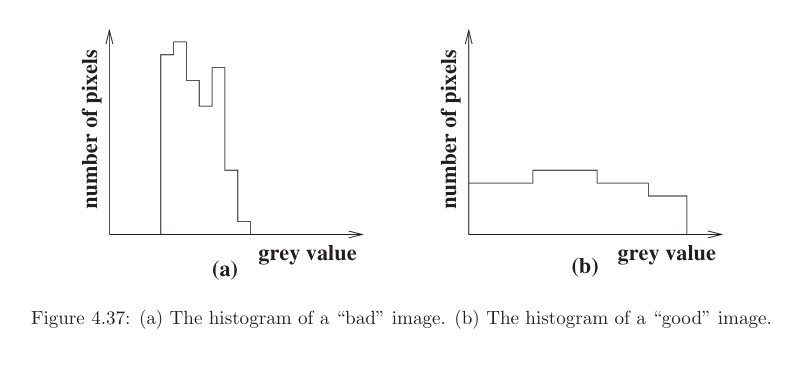 number of pixels
grey value
(a)
number of pixels
grey value
(b)
Figure 4.37: (a) The histogram of a “bad” image. (b) The histogram of a “good” image.